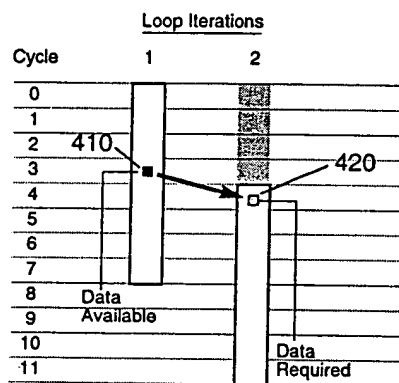 Loop Iterations
Cycle 1 2
0
1
2
410
3
420
4
5
6
7
8
Data
Available
9
10
Data
Required
11